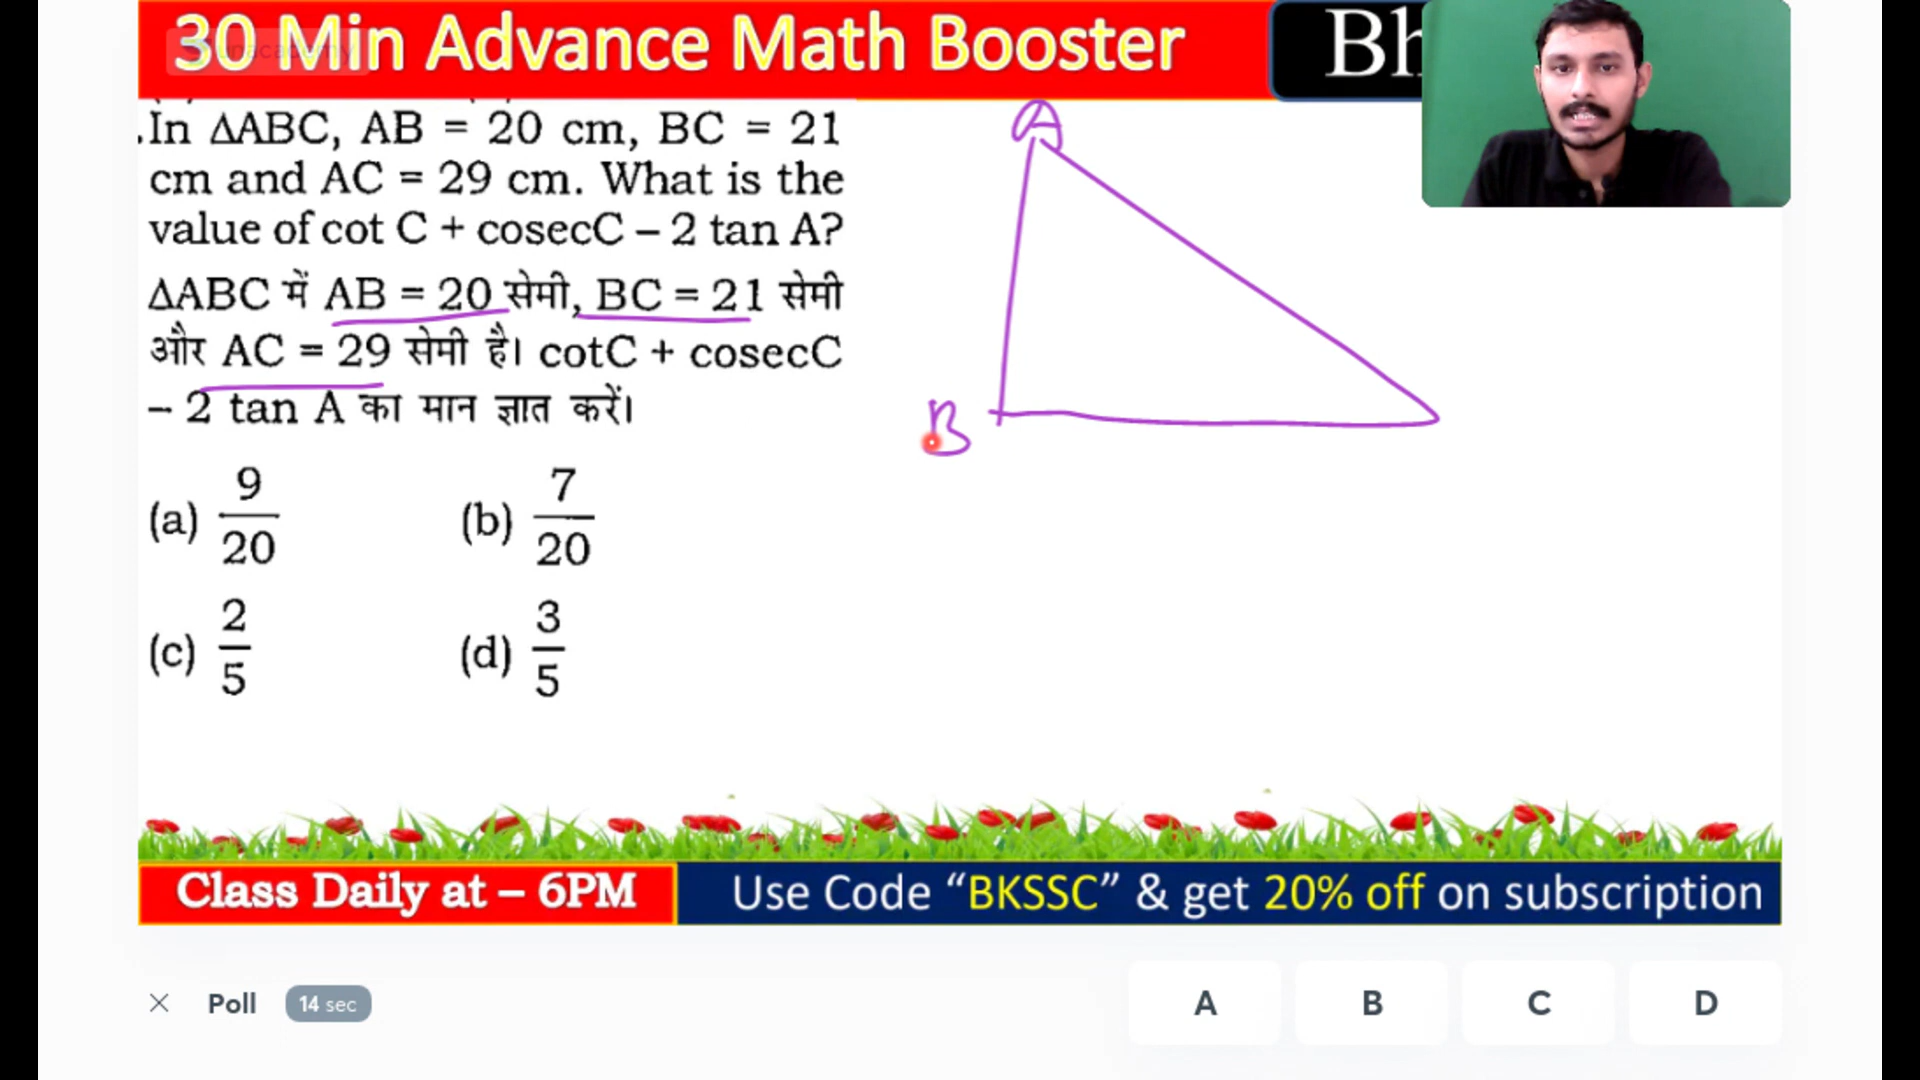 30 Min Advance Math Booster
Bh
unacademy
.In ΔABC, AB = 20 cm, BC = 21
cm and AC = 29 cm. What is the
value of cot C + cosecC – 2 tan A?
ΔABC में AB = 20 सेमी, BC = 21 सेमी
और AC = 29 सेमी है। cotC + cosecC
– 2 tan A का मान ज्ञात करें।
(a) 9/20 (b) 7/20
(c) 2/5 (d) 3/5
A
B
Class Daily at – 6PM
Use Code “BKSSC” & get 20% off on subscription
Poll 14 sec A B C D